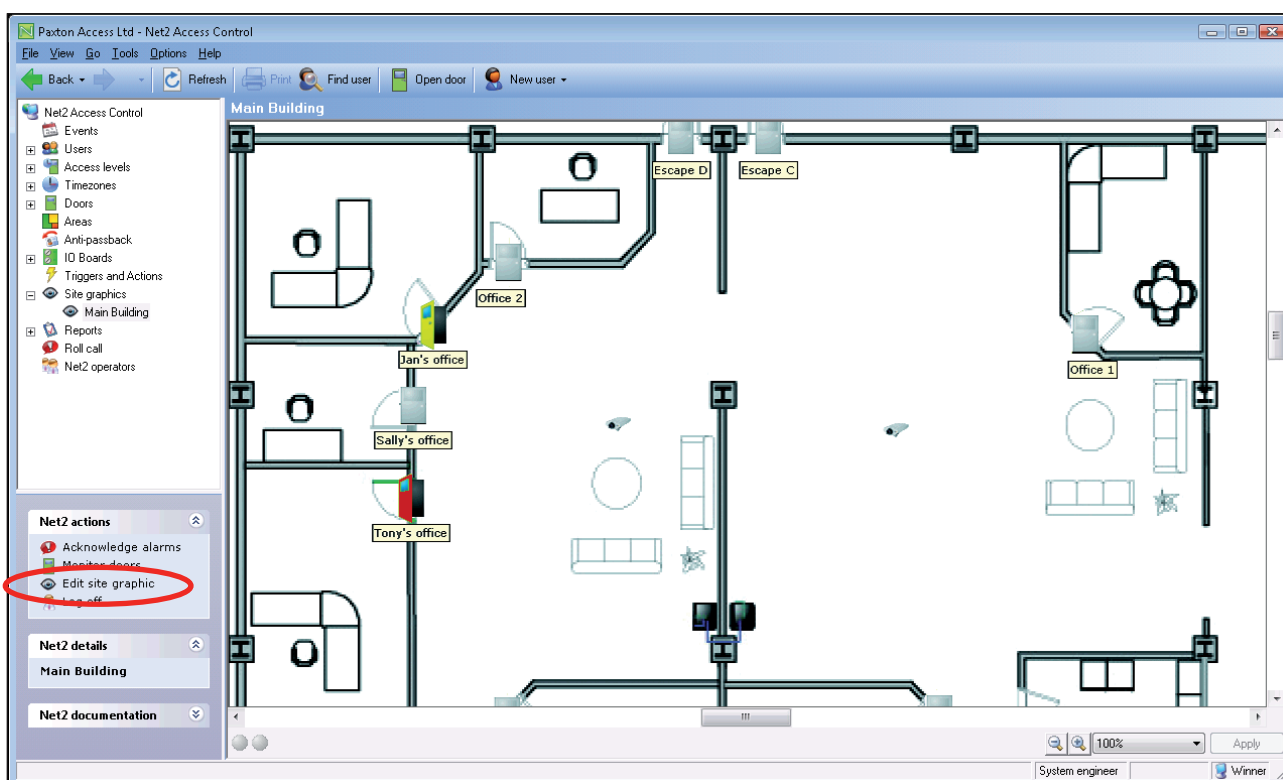 Paxton Access Ltd - Net2 Access Control
File View Go Tools Options Help
Back Refresh Print Find user Open door New user
Net2 Access Control
Events
Users
Access levels
Timezones
Doors
Areas
Anti-passback
IO Boards
Triggers and Actions
Site graphics
Main Building
Reports
Roll call
Net2 operators
Net2 actions
Acknowledge alarms
Monitor doors
Edit site graphic
Log off
Net2 details
Main Building
Net2 documentation
Main Building
Escape D
Escape C
Office 2
Jan's office
Office 1
Sally's office
Tony's office
100%
Apply
System engineer
Winner